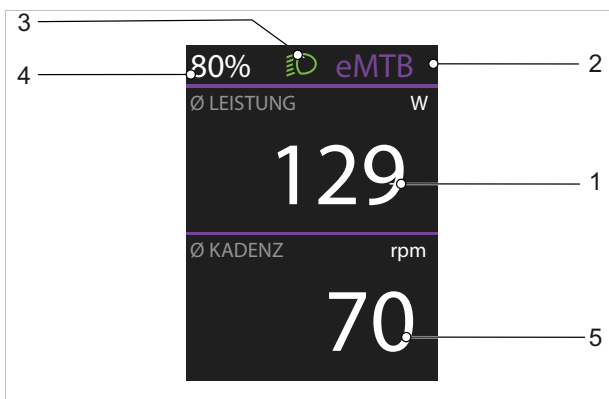 3
80% eMTB 2
4
Ø LEISTUNG W
129 1
Ø KADENZ rpm
70 5